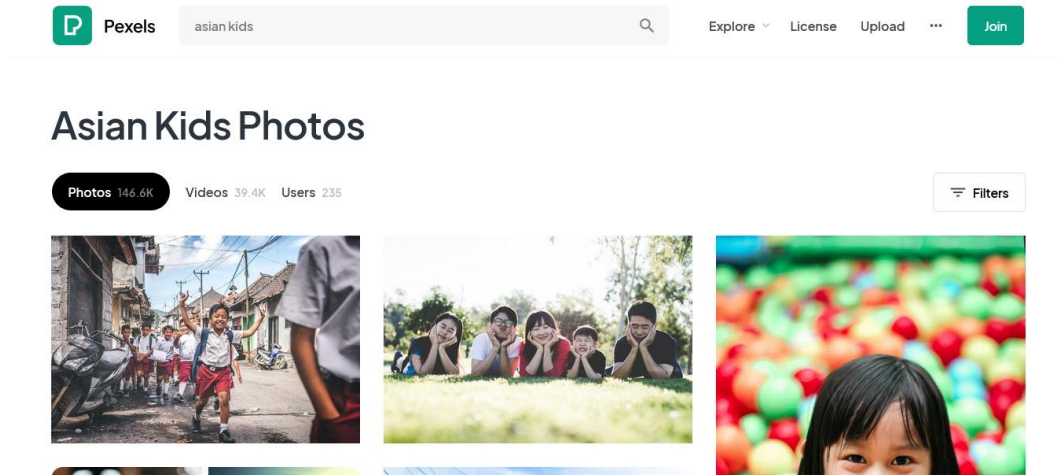 Pexels
asian kids
Explore
License
Upload
Join
Asian Kids Photos
Photos 146.6K
Videos 39.4K
Users 235
Filters